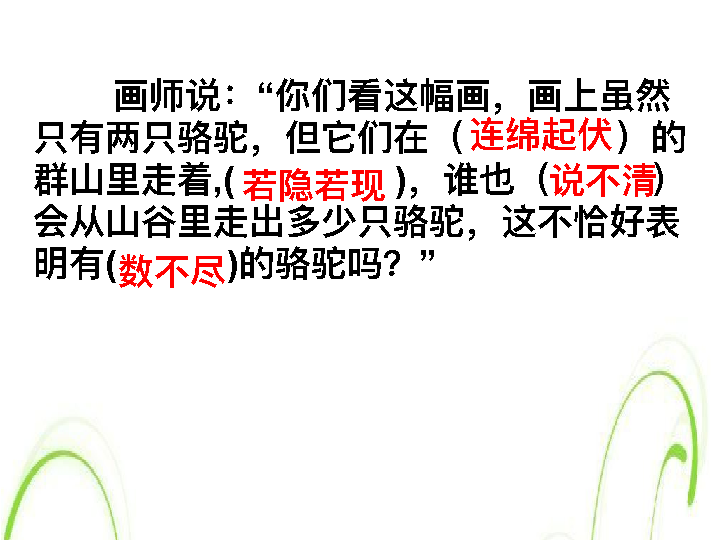 画师说：“你们看这幅画，画上虽然
只有两只骆驼，但它们在（连绵起伏）的
群山里走着,(若隐若现)，谁也（说不清）
会从山谷里走出多少只骆驼，这不恰好表
明有(数不尽)的骆驼吗？”